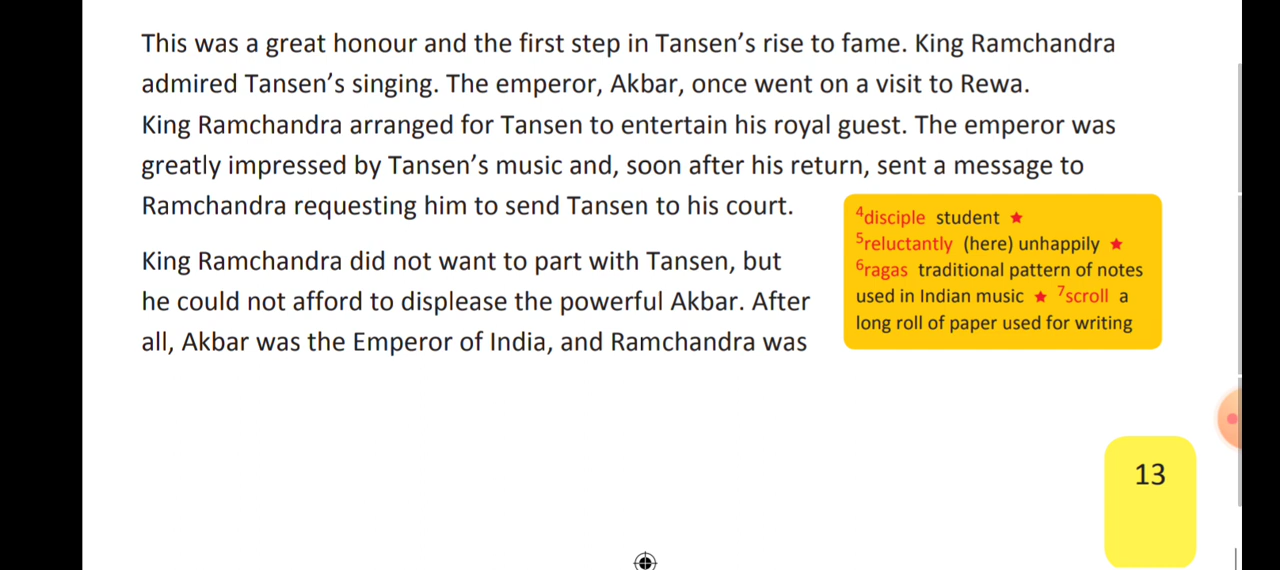 This was a great honour and the first step in Tansen’s rise to fame. King Ramchandra
admired Tansen’s singing. The emperor, Akbar, once went on a visit to Rewa.
King Ramchandra arranged for Tansen to entertain his royal guest. The emperor was
greatly impressed by Tansen’s music and, soon after his return, sent a message to
Ramchandra requesting him to send Tansen to his court.
King Ramchandra did not want to part with Tansen, but
he could not afford to displease the powerful Akbar. After
all, Akbar was the Emperor of India, and Ramchandra was
4disciple student ★
5reluctantly (here) unhappily ★
6ragas traditional pattern of notes
used in Indian music ★ 7scroll a
long roll of paper used for writing
13